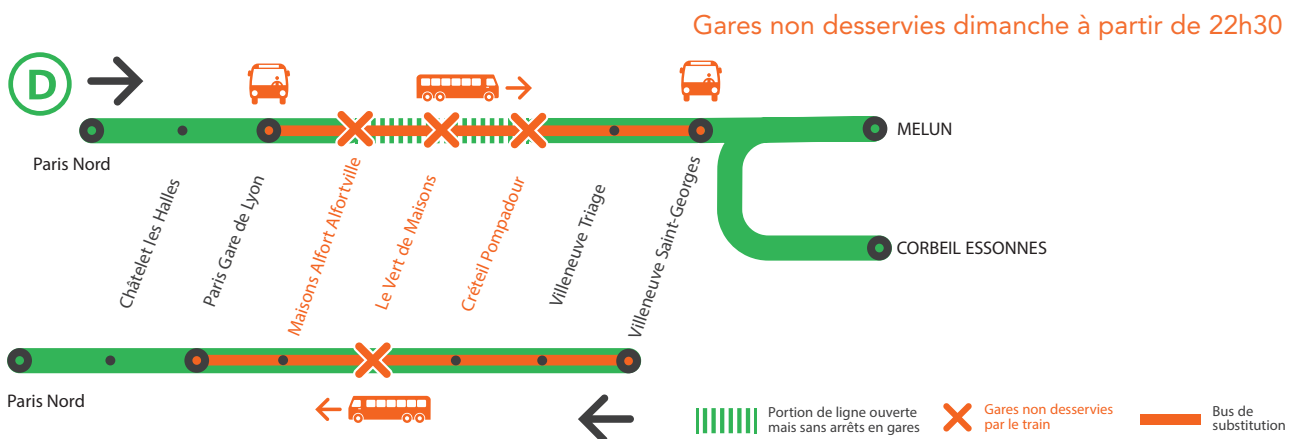 Gares non desservies dimanche à partir de 22h30
D
MELUN
Paris Nord
Châtelet les Halles
Paris Gare de Lyon
Maisons Alfort Alfortville
Le Vert de Maisons
Créteil Pompadour
Villeneuve Triage
Villeneuve Saint-Georges
CORBEIL ESSONNES
Paris Nord
Portion de ligne ouverte
mais sans arrêts en gares
Gares non desservies
par le train
Bus de
substitution